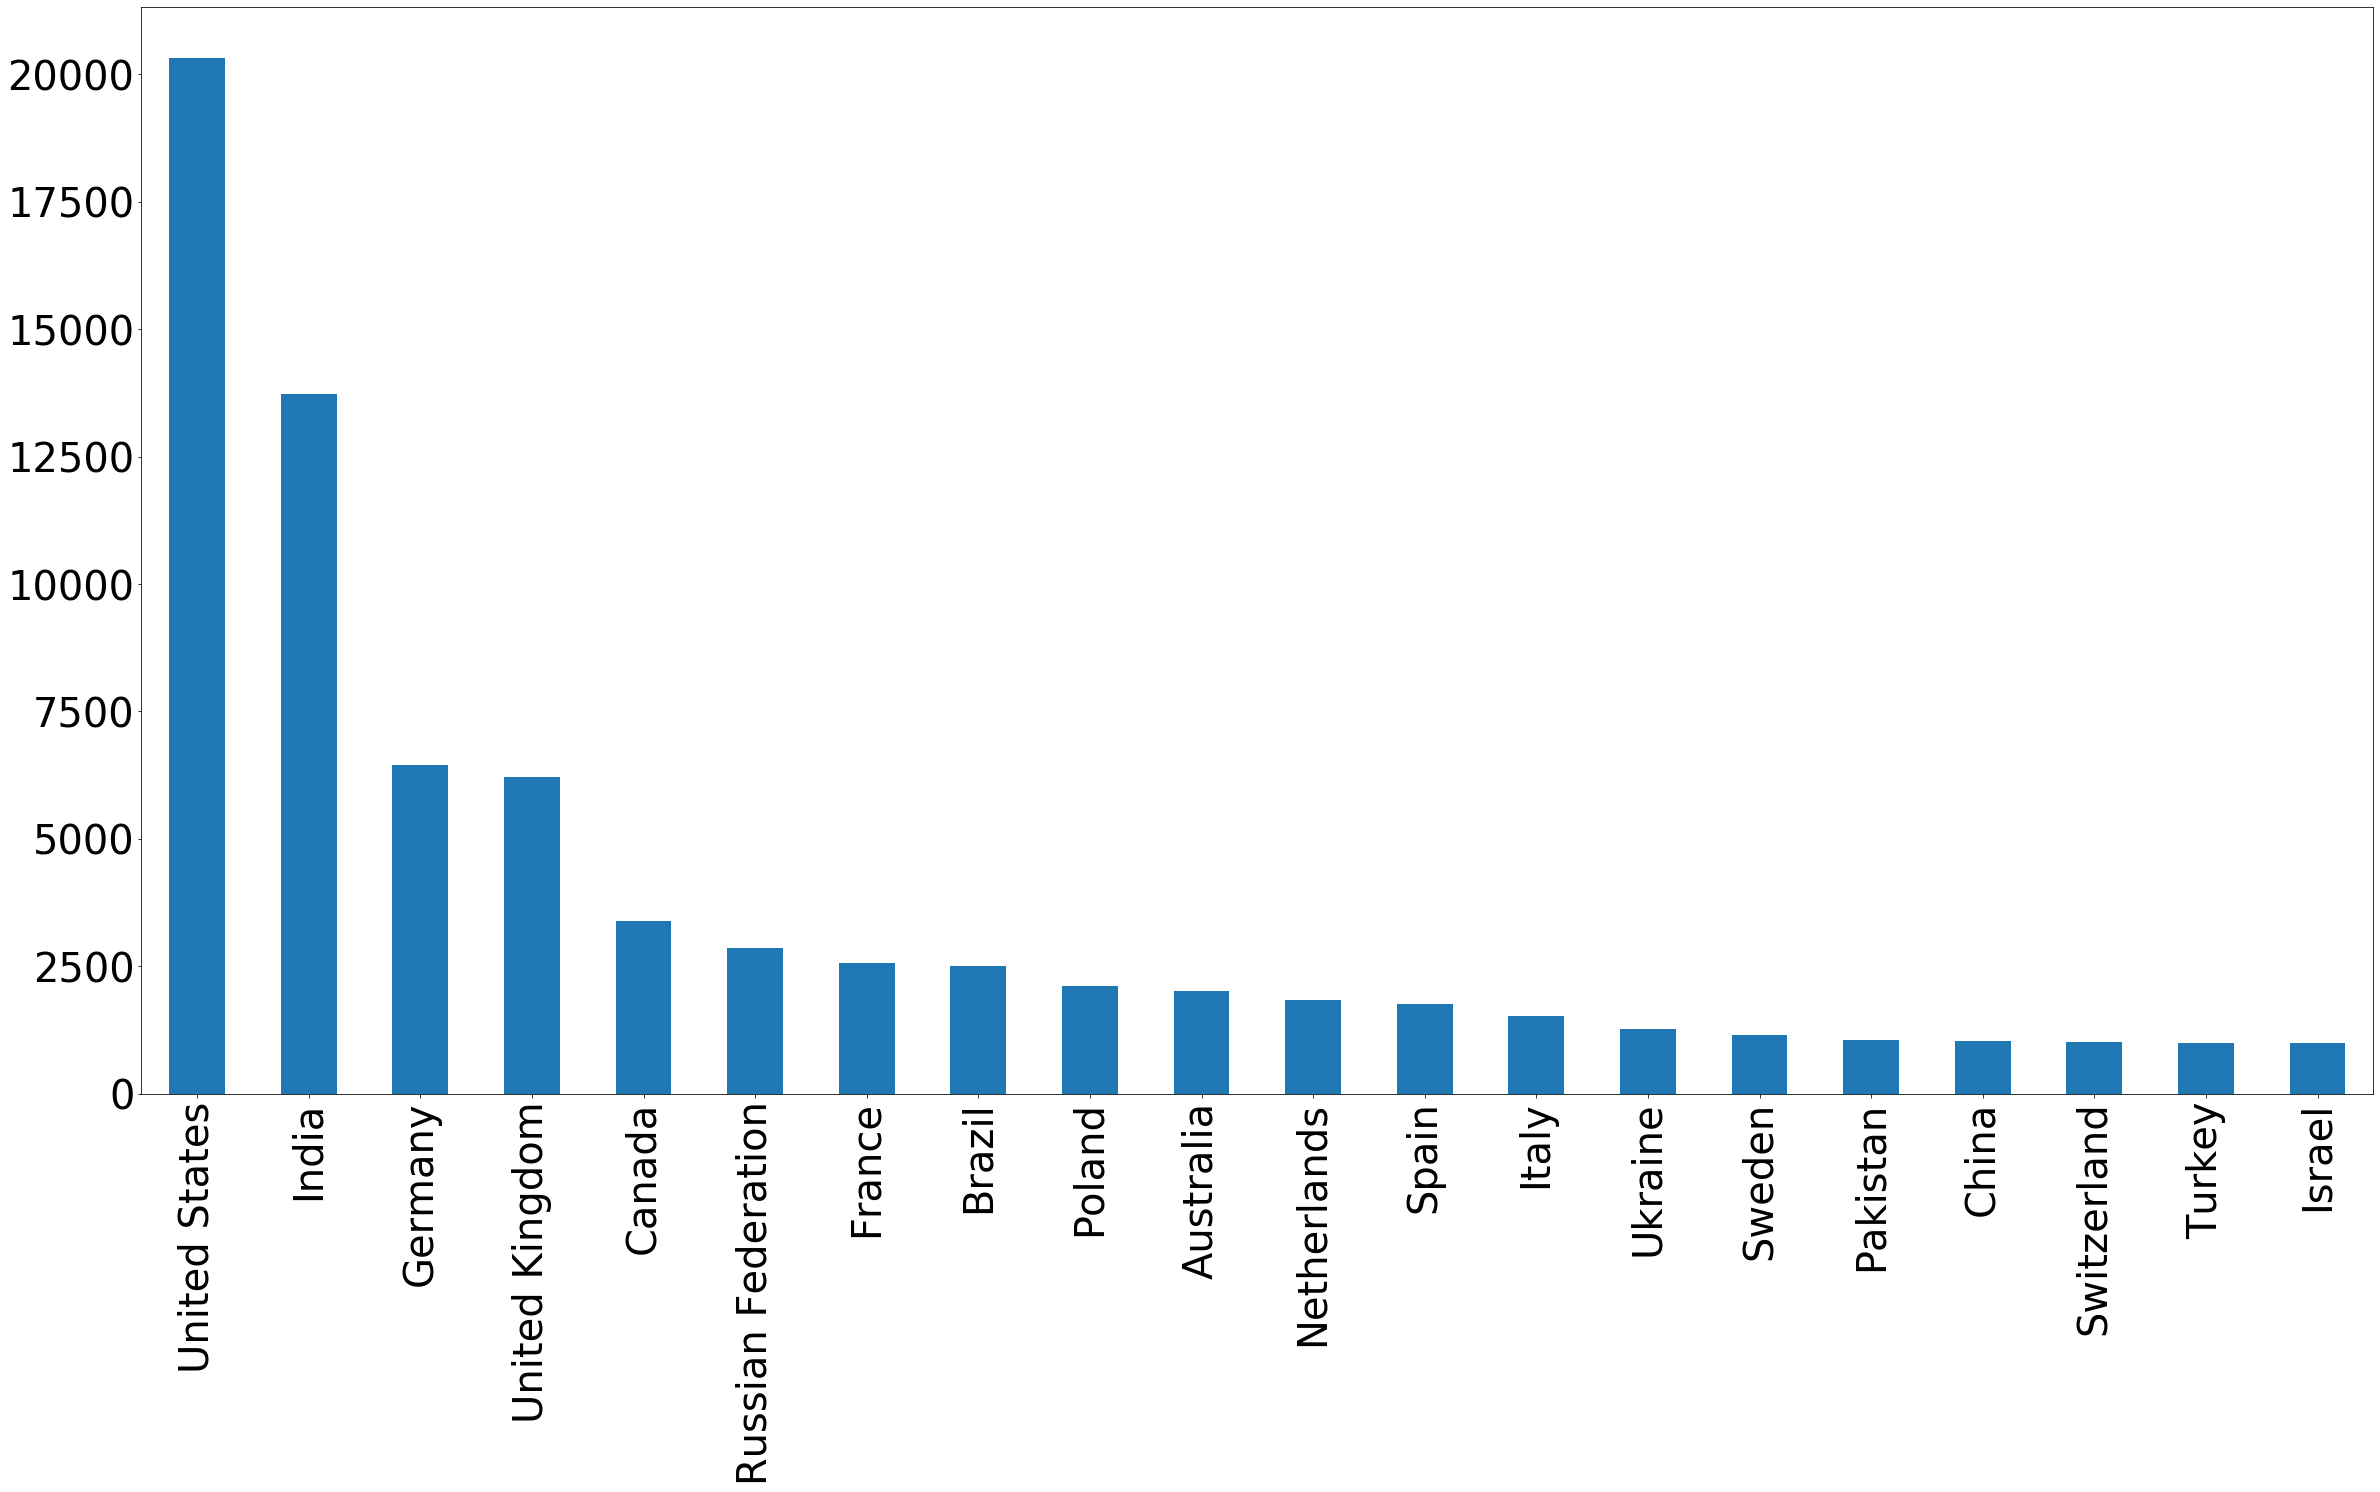 20000
17500
15000
12500
10000
7500
5000
2500
0
United States
India
Germany
United Kingdom
Canada
Russian Federation
France
Brazil
Poland
Australia
Netherlands
Spain
Italy
Ukraine
Sweden
Pakistan
China
Switzerland
Turkey
Israel